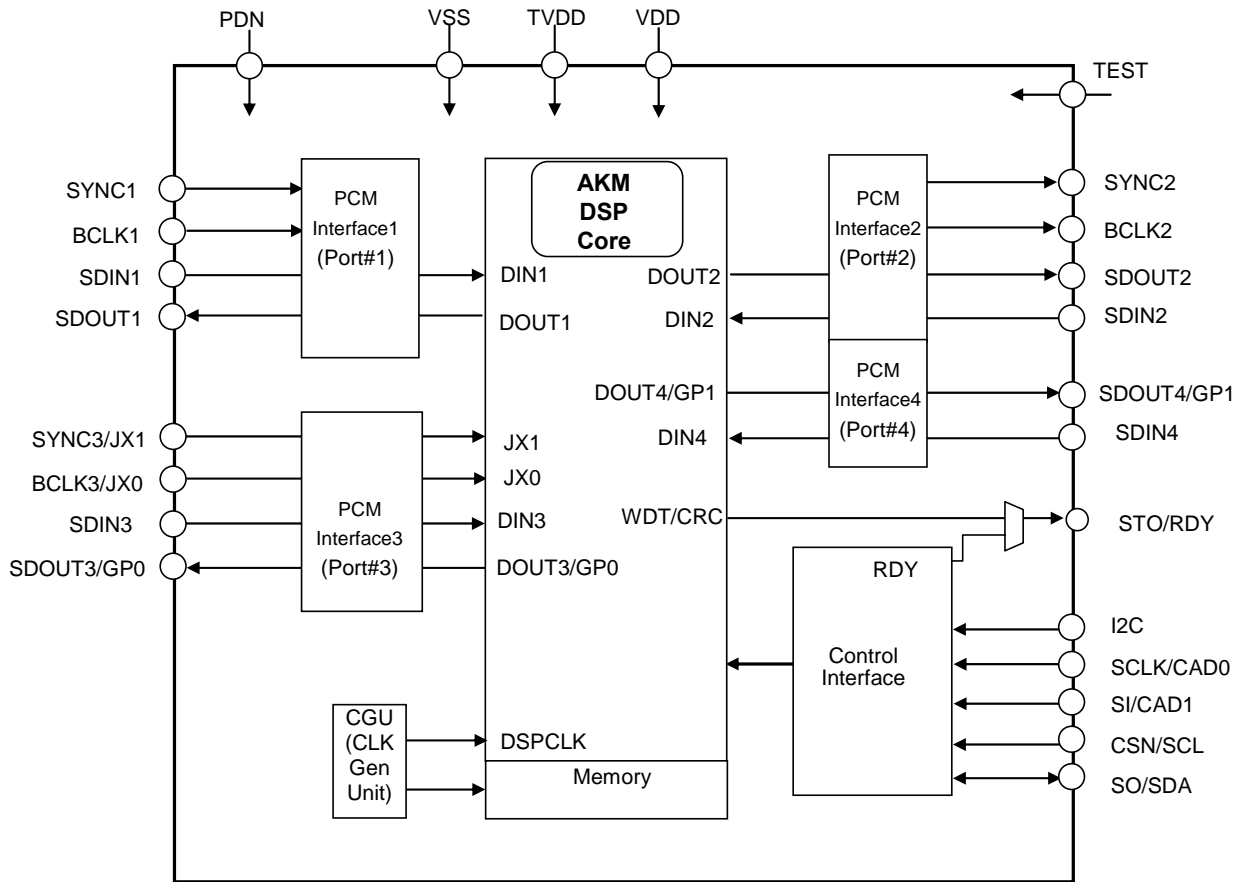 PDN
VSS
TVDD
VDD
TEST
SYNC1
BCLK1
SDIN1
SDOUT1
PCM
Interface1
(Port#1)
AKM
DSP
Core
DIN1
DOUT1
DOUT2
DIN2
PCM
Interface2
(Port#2)
SYNC2
BCLK2
SDOUT2
SDIN2
DOUT4/GP1
DIN4
PCM
Interface4
(Port#4)
SDOUT4/GP1
SDIN4
SYNC3/JX1
BCLK3/JX0
SDIN3
SDOUT3/GP0
PCM
Interface3
(Port#3)
JX1
JX0
DIN3
DOUT3/GP0
WDT/CRC
STO/RDY
RDY
Control
Interface
I2C
SCLK/CAD0
SI/CAD1
CSN/SCL
SO/SDA
CGU
(CLK
Gen
Unit)
DSPCLK
Memory